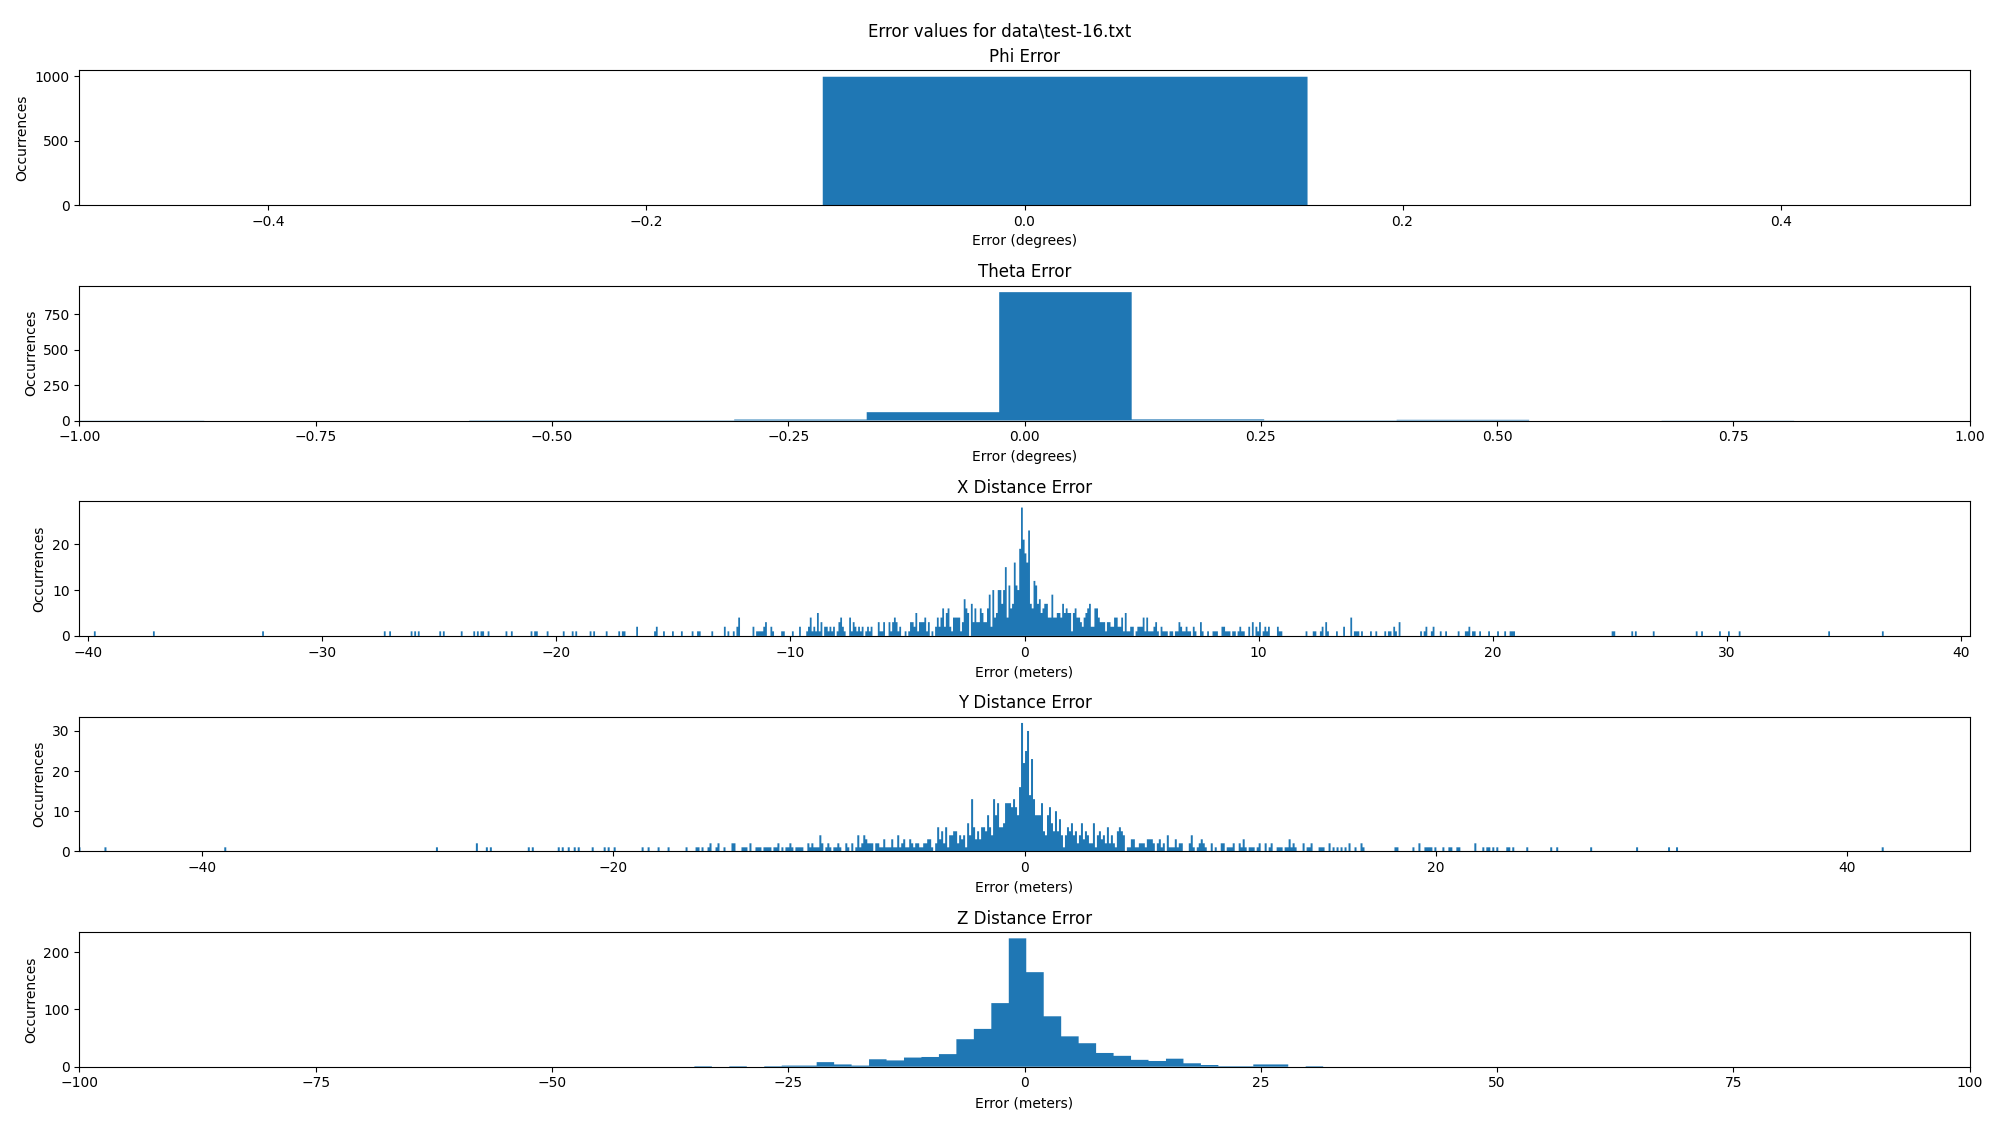 Error values for data\test-16.txt
Phi Error
Occurrences
1000
500
0
−0.4 −0.2 0.0 0.2 0.4
Error (degrees)
Theta Error
Occurrences
750
500
250
0
−1.00 −0.75 −0.50 −0.25 0.00 0.25 0.50 0.75 1.00
Error (degrees)
X Distance Error
Occurrences
20
10
0
−40 −30 −20 −10 0 10 20 30 40
Error (meters)
Y Distance Error
Occurrences
30
20
10
0
−40 −20 0 20 40
Error (meters)
Z Distance Error
Occurrences
200
100
0
−100 −75 −50 −25 0 25 50 75 100
Error (meters)